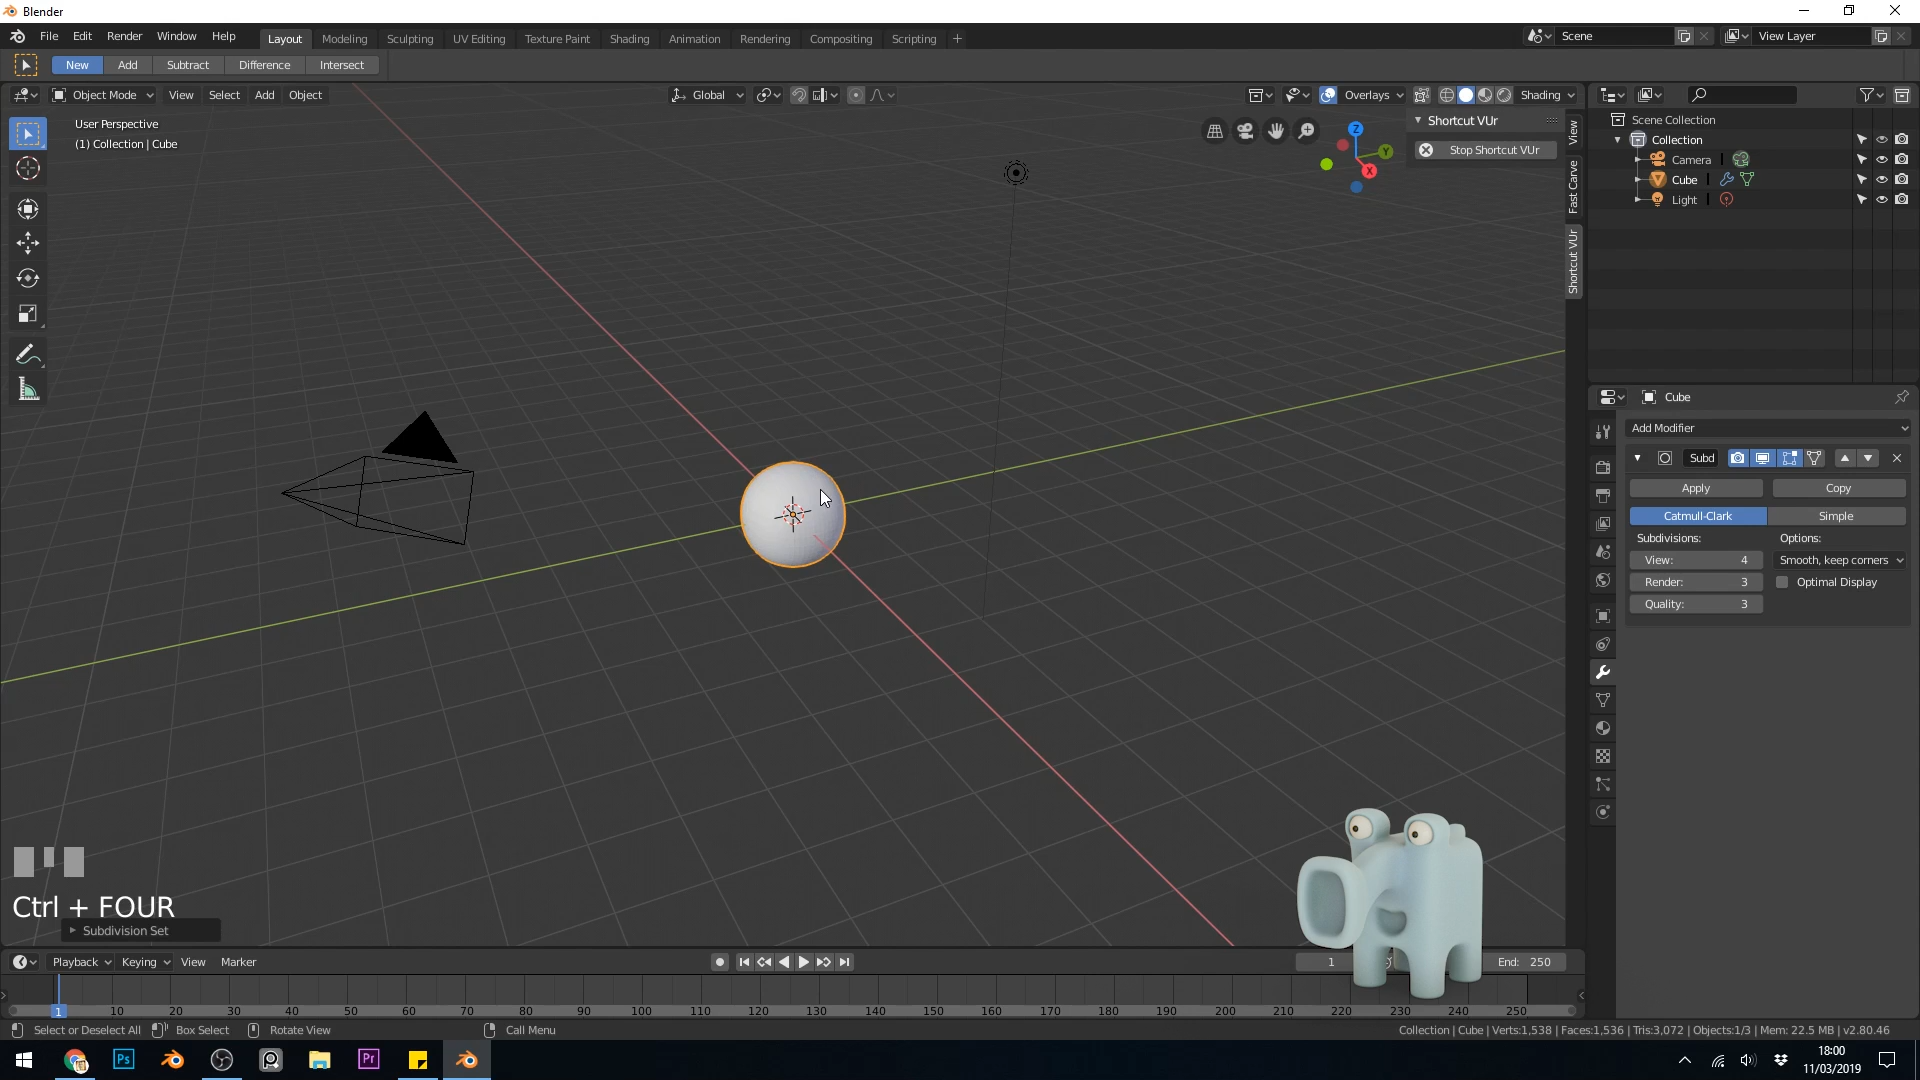 Blender
File Edit Render Window Help Layout Modeling Sculpting UV Editing Texture Paint Shading Animation Rendering Compositing Scripting + Scene View Layer
New Add Subtract Difference Intersect
Object Mode View Select Add Object Global Overlays Shading
User Perspective
(1) Collection | Cube
Z
Y
X
Shortcut VUr
Stop Shortcut VUr
View
Fast Carve
Shortcut VUr
Scene Collection
Collection
Camera
Cube
Light
Cube
Add Modifier
Subd
Apply Copy
Catmull-Clark Simple
Subdivisions: Options:
View: 4 Smooth, keep corners
Render: 3 Optimal Display
Quality: 3
Ctrl + FOUR
Subdivision Set
Playback Keying View Marker 1 End: 250
1 10 20 30 40 50 60 70 80 90 100 110 120 130 140 150 160 170 180 190 200 210 220 230 240 250
Select or Deselect All Box Select Rotate View Call Menu Collection | Cube | Verts:1,538 | Faces:1,536 | Tris:3,072 | Objects:1/3 | Mem: 22.5 MB | v2.80.46
Ps Pr
18:00
11/03/2019